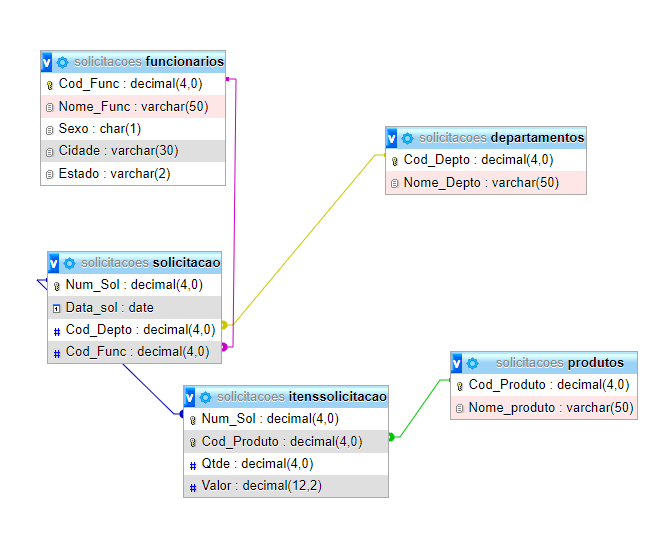 solicitacoes funcionarios
Cod_Func : decimal(4,0)
Nome_Func : varchar(50)
Sexo : char(1)
Cidade : varchar(30)
Estado : varchar(2)
solicitacoes departamentos
Cod_Depto : decimal(4,0)
Nome_Depto : varchar(50)
solicitacoes solicitacao
Num_Sol : decimal(4,0)
Data_sol : date
# Cod_Depto : decimal(4,0)
# Cod_Func : decimal(4,0)
solicitacoes produtos
Cod_Produto : decimal(4,0)
Nome_produto : varchar(50)
solicitacoes itenssolicitacao
Num_Sol : decimal(4,0)
Cod_Produto : decimal(4,0)
# Qtde : decimal(4,0)
# Valor : decimal(12,2)